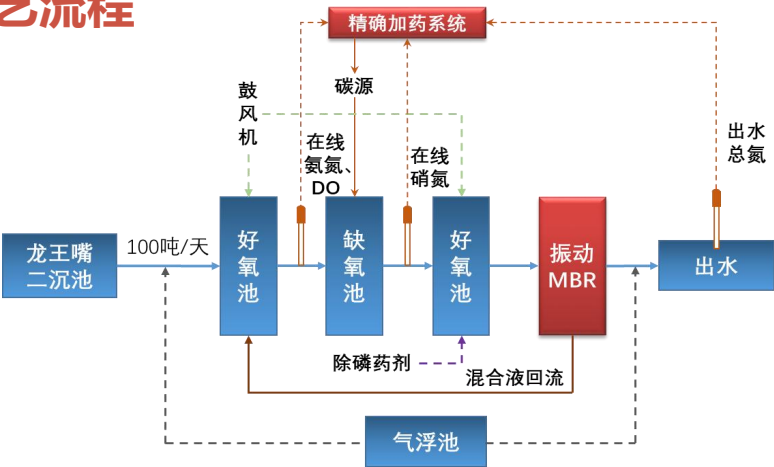 艺流程
精确加药系统
鼓
风
机
碳源
在线
氨氮、
DO
在线
硝氮
出水
总氮
龙王嘴
二沉池
100吨/天
好
氧
池
缺
氧
池
好
氧
池
振动
MBR
出水
除磷药剂
混合液回流
气浮池